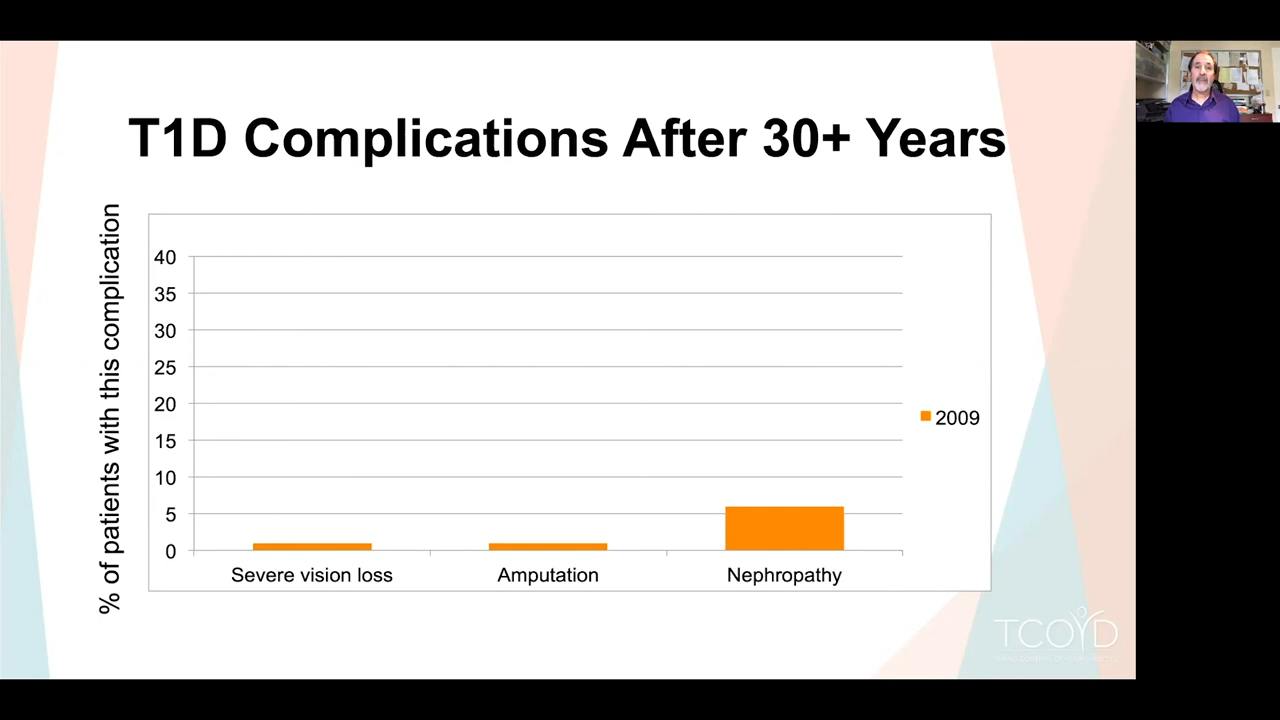 T1D Complications After 30+ Years
% of patients with this complication
40
35
30
25
20
15
10
5
0
Severe vision loss
Amputation
Nephropathy
2009
TCOYD